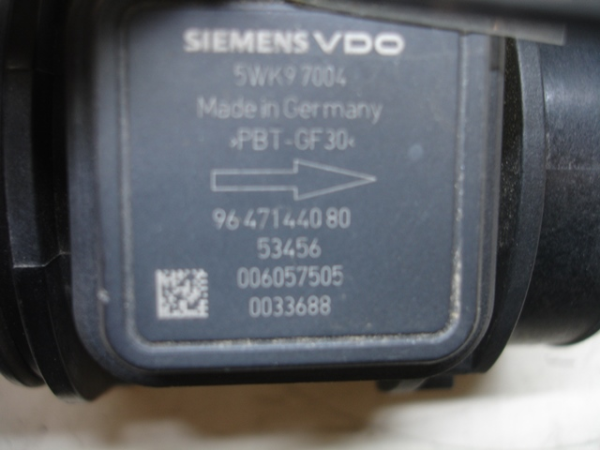 SIEMENS VDO
5WK9 7004
Made in Germany
»PBT-GF30«
96 471440 80
53456
006057505
0033688